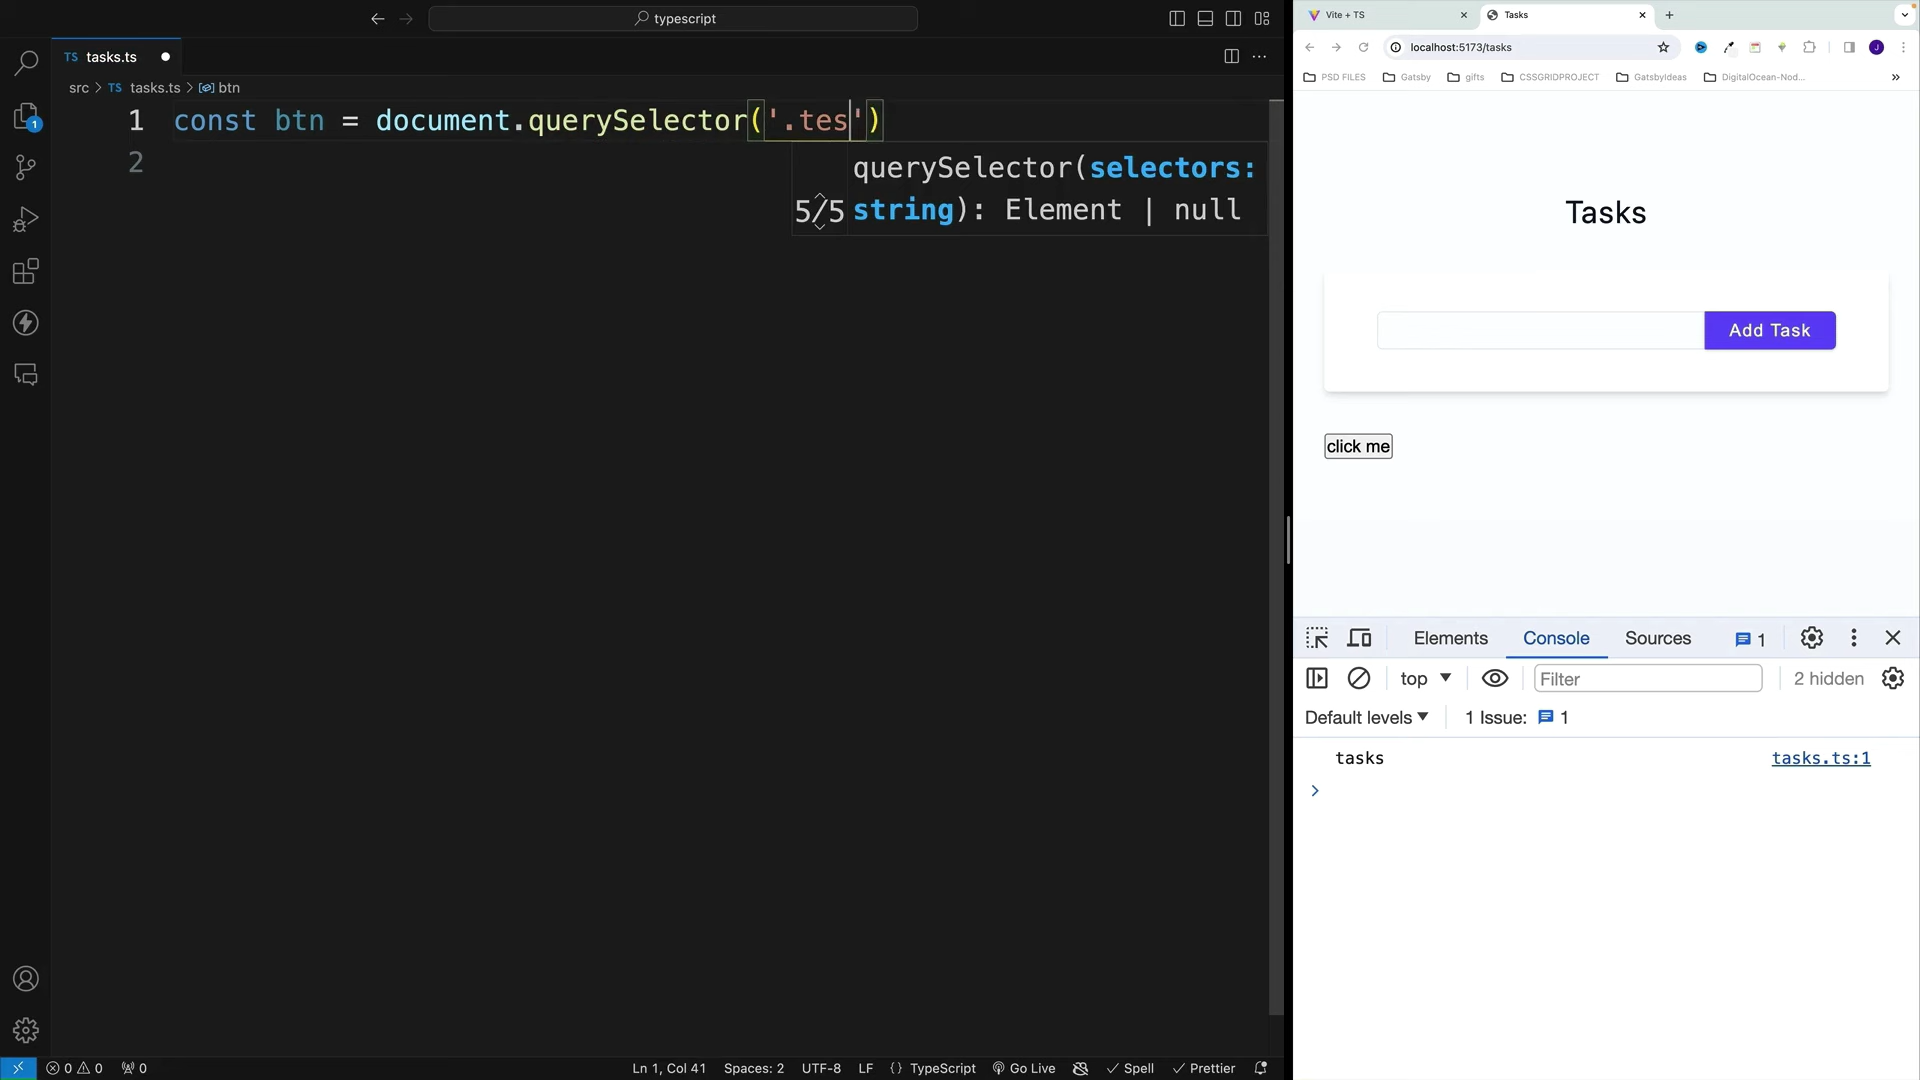 typescript
TS tasks.ts
src > TS tasks.ts > btn
1 const btn = document.querySelector('.tes')
2
querySelector(selectors:
5/5 string): Element | null
1
0 0 0
Ln 1, Col 41 Spaces: 2 UTF-8 LF {} TypeScript Go Live Spell Prettier
Vite + TS
Tasks
localhost:5173/tasks
J
PSD FILES Gatsby gifts CSSGRIDPROJECT GatsbyIdeas DigitalOcean-Nod...
Tasks
Add Task
click me
Elements Console Sources 1
top Filter 2 hidden
Default levels 1 Issue: 1
tasks tasks.ts:1